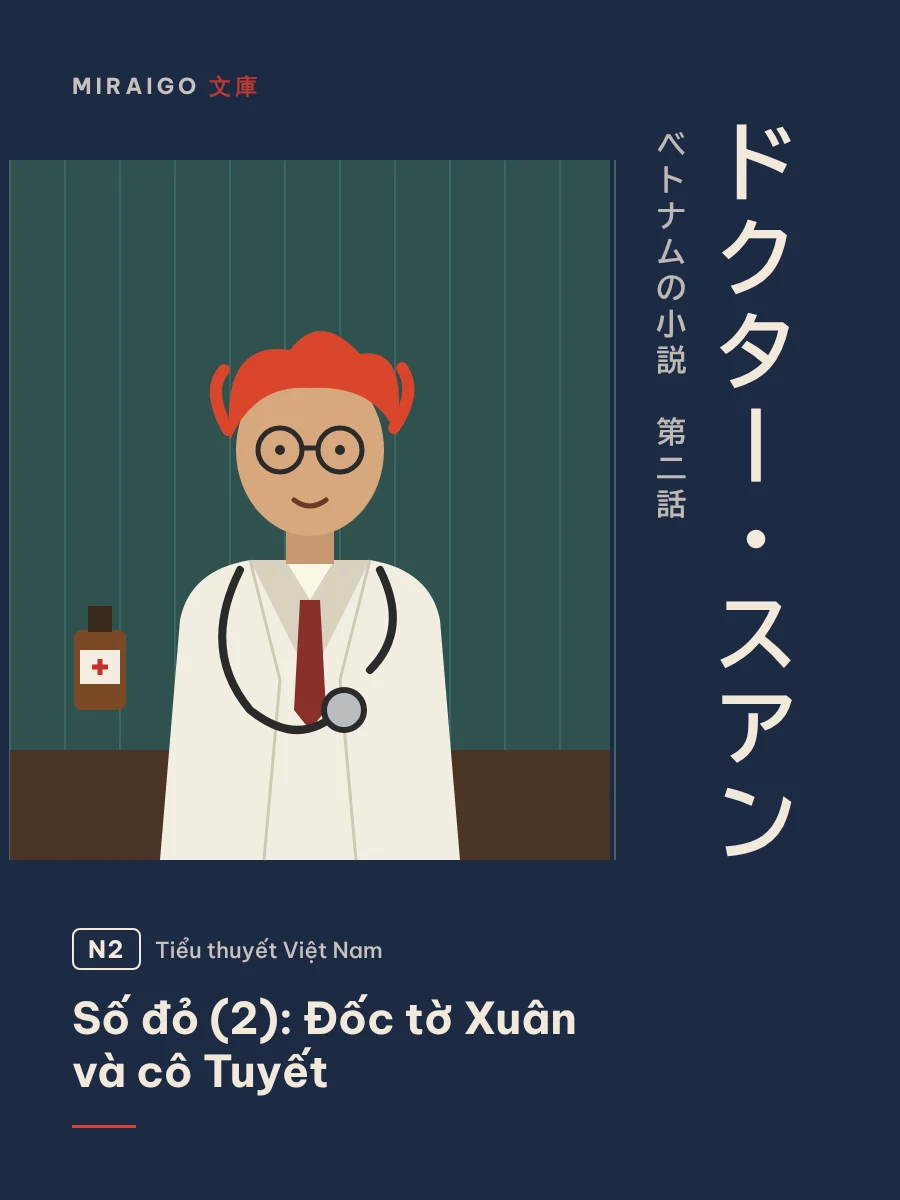 MIRAIGO 文庫
ドクター・スアン
ベトナムの小説　第二話
N2
Tiểu thuyết Việt Nam
Số đỏ (2): Đốc tờ Xuân
và cô Tuyết